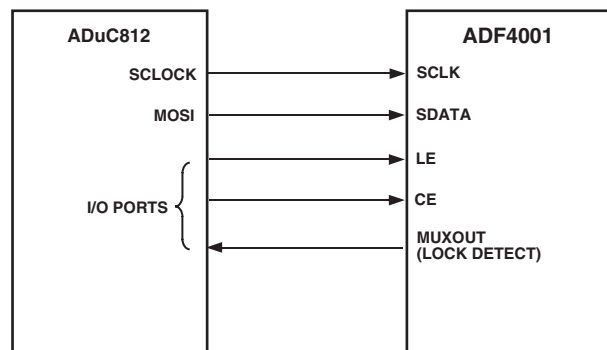 ADuC812
ADF4001
SCLOCK
SCLK
MOSI
SDATA
LE
I/O PORTS
CE
MUXOUT
(LOCK DETECT)